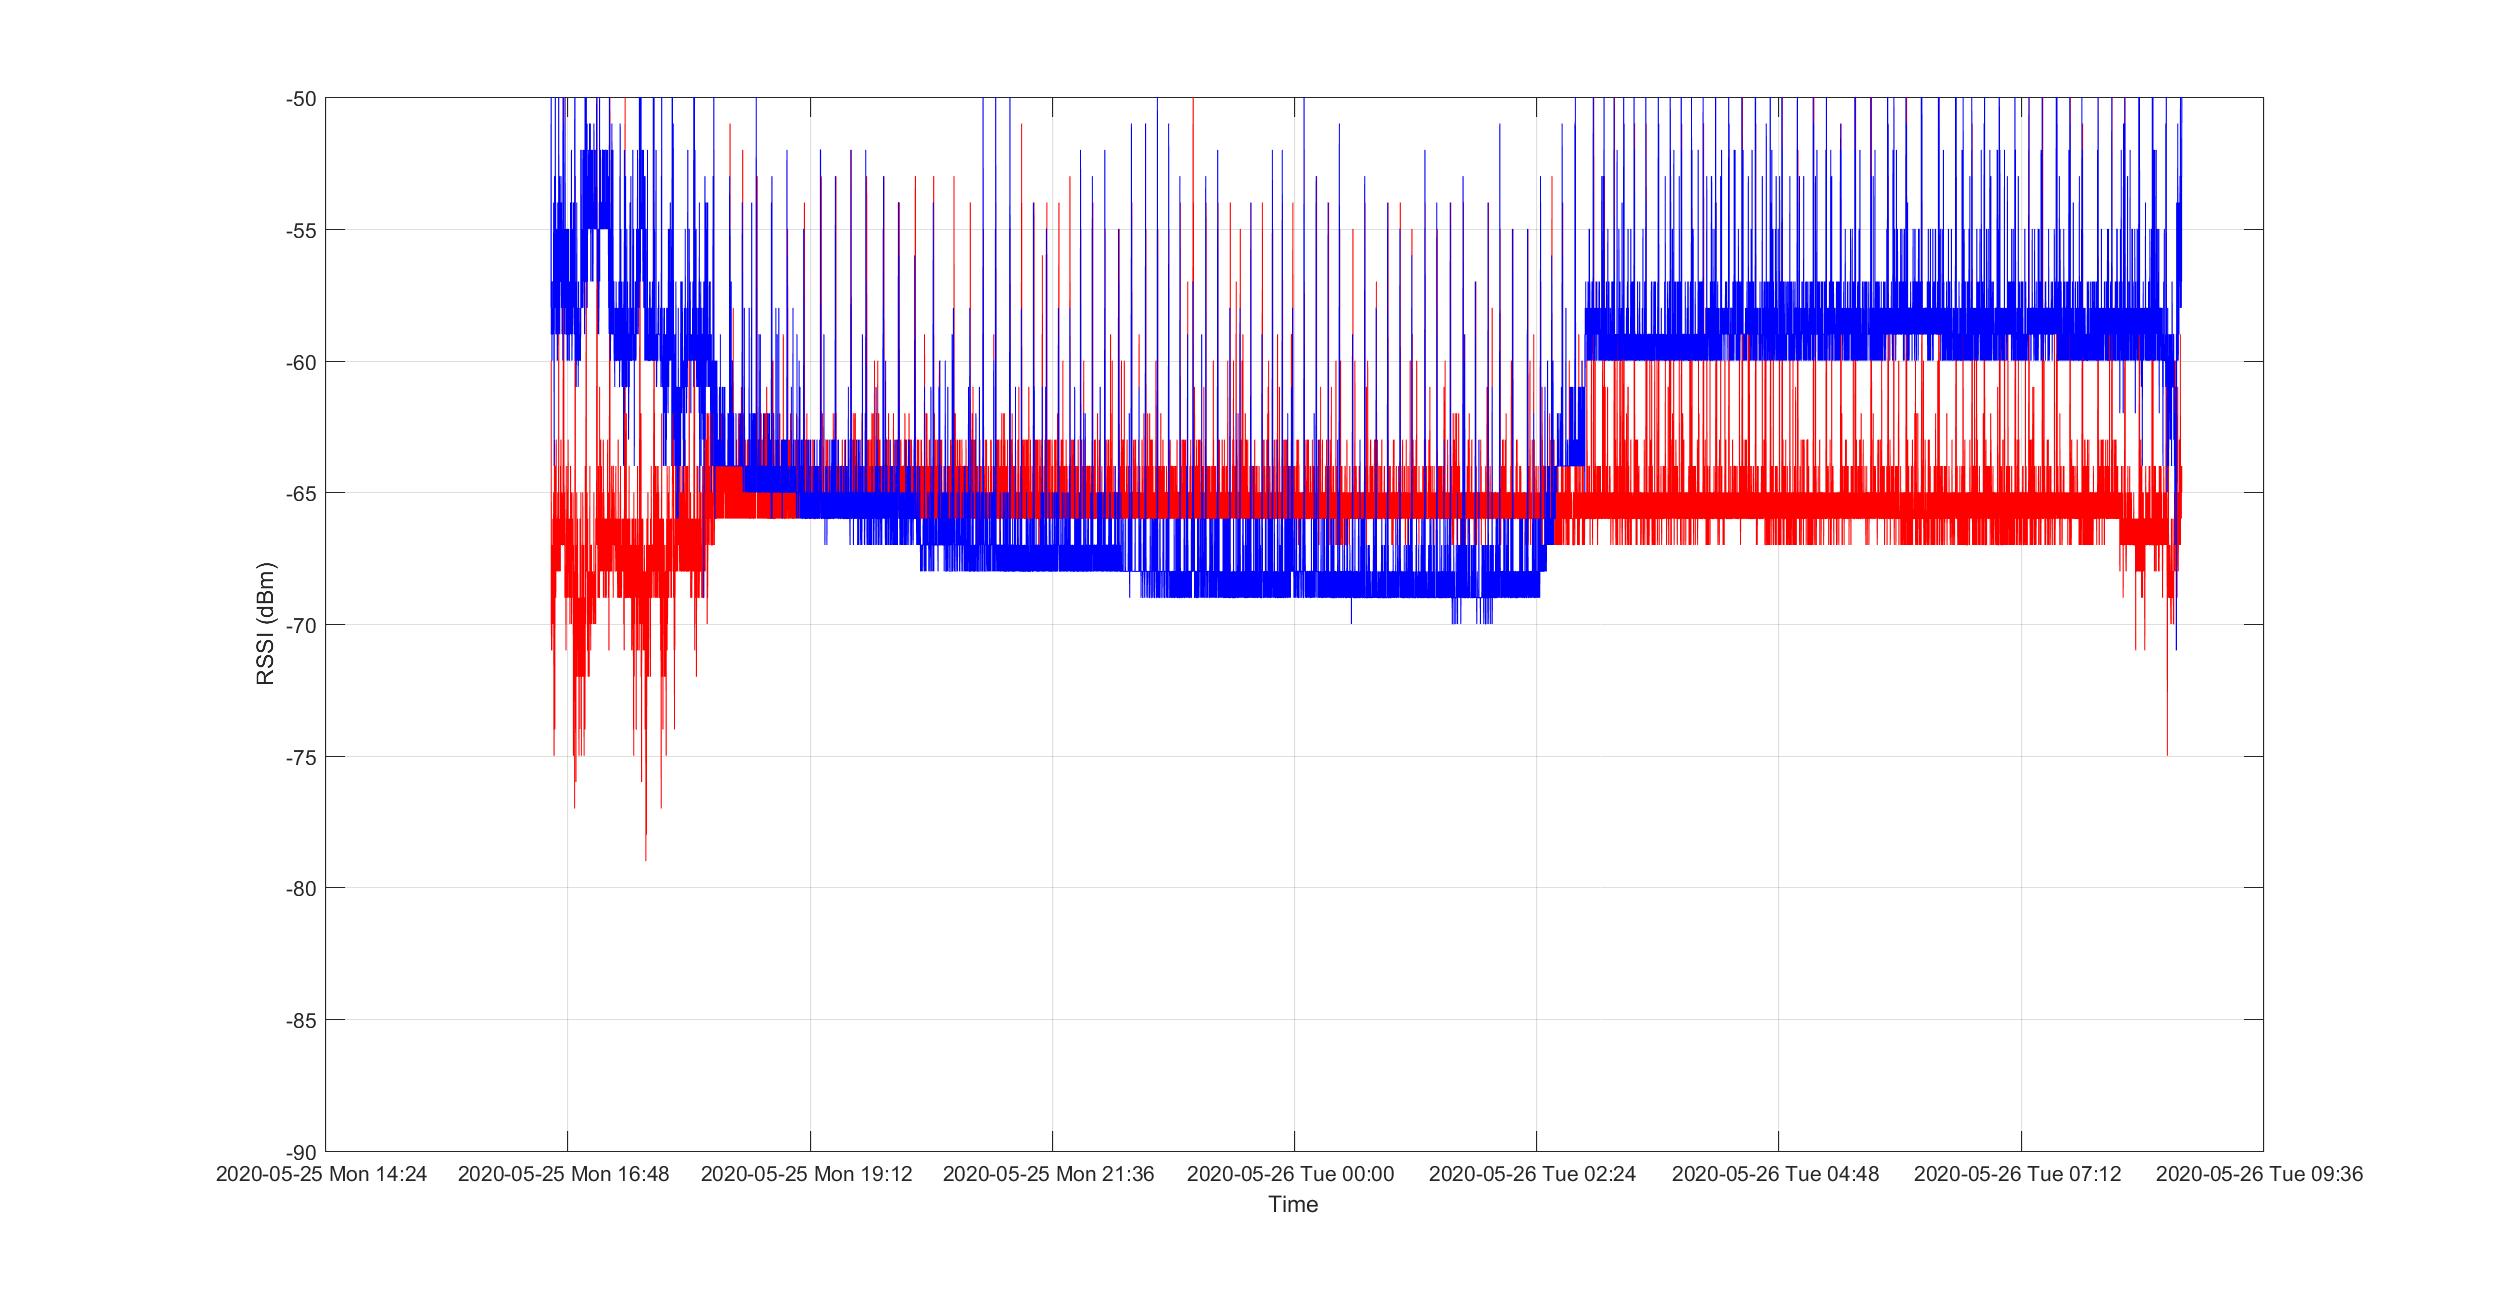 -50
-55
-60
-65
-70
-75
-80
-85
-90
RSSI (dBm)
2020-05-25 Mon 14:24
2020-05-25 Mon 16:48
2020-05-25 Mon 19:12
2020-05-25 Mon 21:36
2020-05-26 Tue 00:00
2020-05-26 Tue 02:24
2020-05-26 Tue 04:48
2020-05-26 Tue 07:12
2020-05-26 Tue 09:36
Time